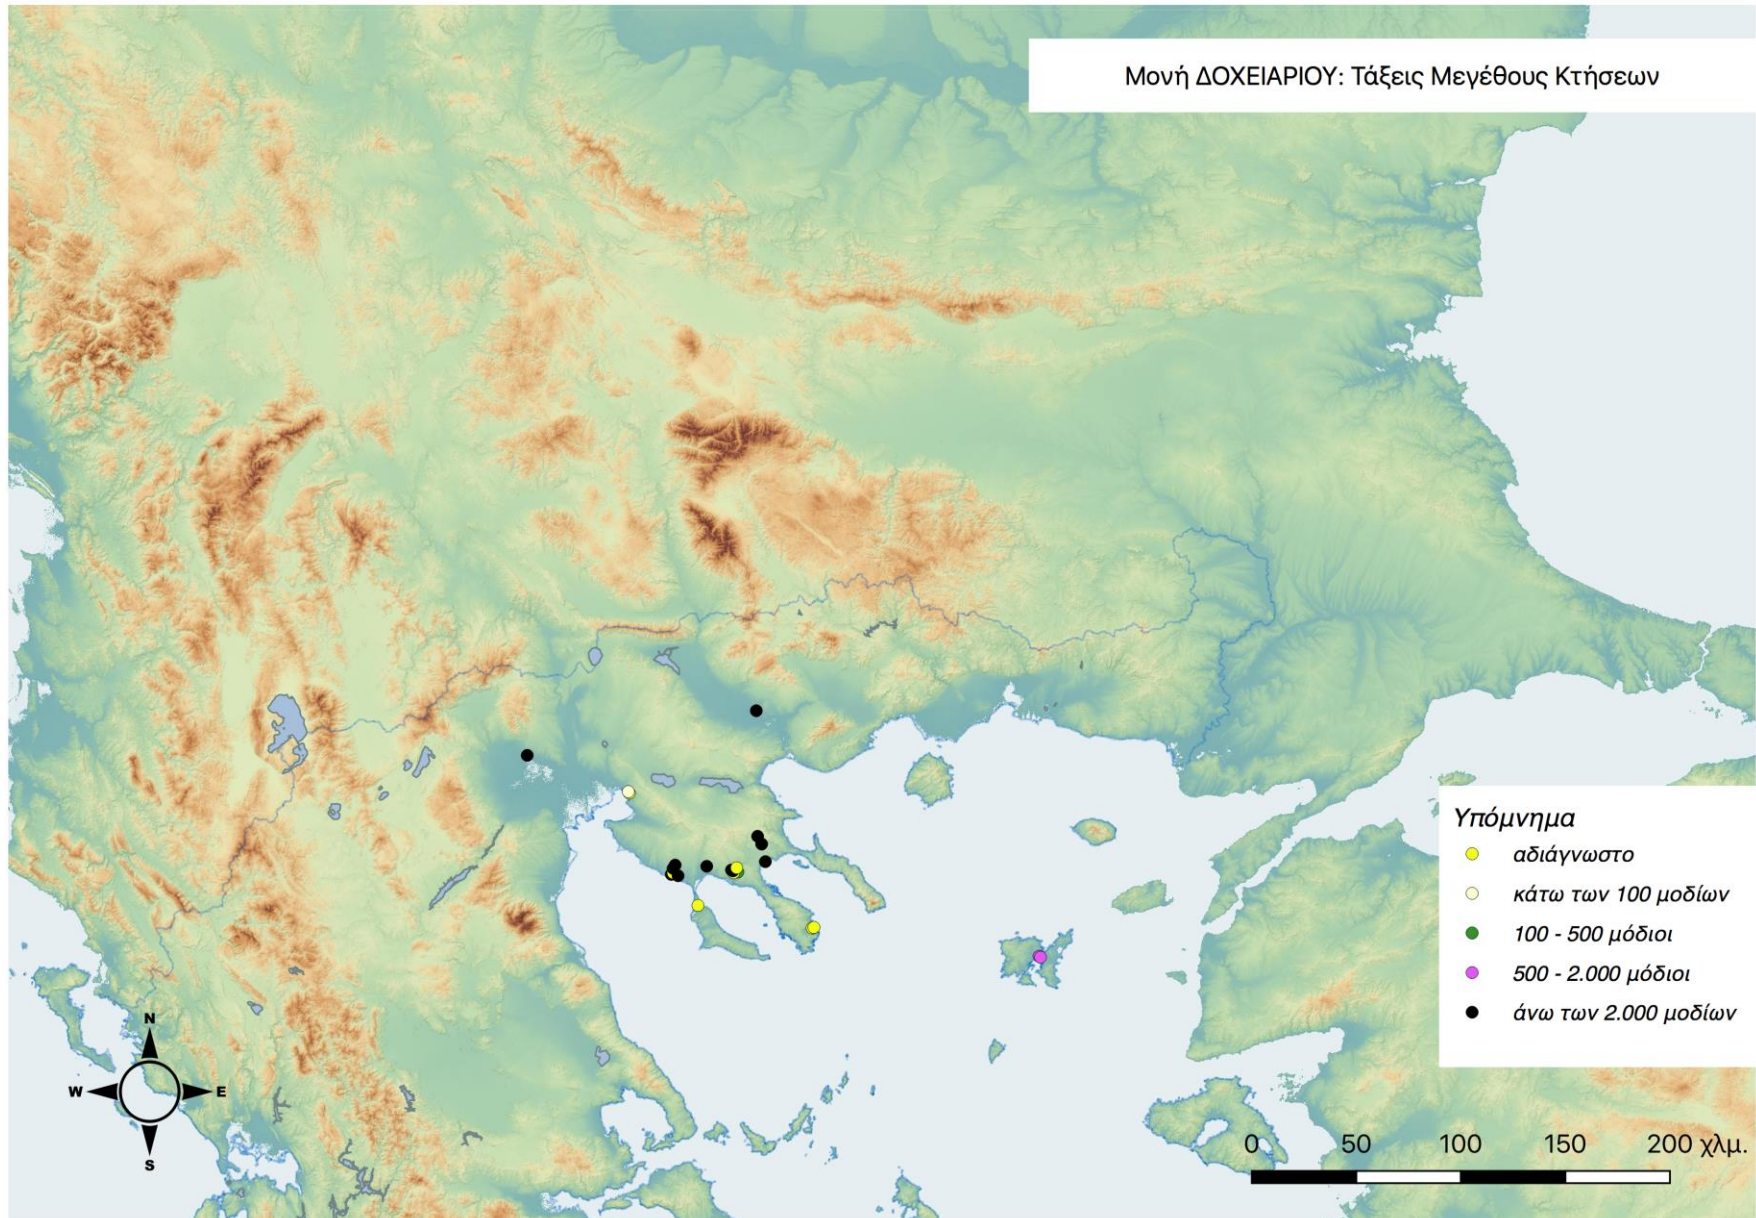 Μονή ΔΟΧΕΙΑΡΙΟΥ: Τάξεις Μεγέθους Κτήσεων
Υπόμνημα
αδιάγνωστο
κάτω των 100 μοδίων
100 - 500 μόδιοι
500 - 2.000 μόδιοι
άνω των 2.000 μοδίων
N
W E
S
0 50 100 150 200 χλμ.